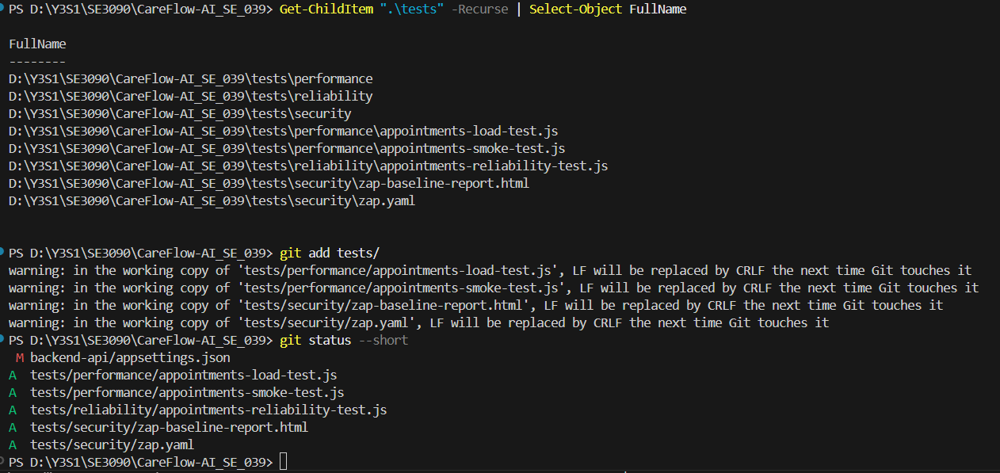 PS D:\Y3S1\SE3090\CareFlow-AI_SE_039> Get-ChildItem ".\tests" -Recurse | Select-Object FullName
FullName
--------
D:\Y3S1\SE3090\CareFlow-AI_SE_039\tests\performance
D:\Y3S1\SE3090\CareFlow-AI_SE_039\tests\reliability
D:\Y3S1\SE3090\CareFlow-AI_SE_039\tests\security
D:\Y3S1\SE3090\CareFlow-AI_SE_039\tests\performance\appointments-load-test.js
D:\Y3S1\SE3090\CareFlow-AI_SE_039\tests\performance\appointments-smoke-test.js
D:\Y3S1\SE3090\CareFlow-AI_SE_039\tests\reliability\appointments-reliability-test.js
D:\Y3S1\SE3090\CareFlow-AI_SE_039\tests\security\zap-baseline-report.html
D:\Y3S1\SE3090\CareFlow-AI_SE_039\tests\security\zap.yaml
PS D:\Y3S1\SE3090\CareFlow-AI_SE_039> git add tests/
warning: in the working copy of 'tests/performance/appointments-load-test.js', LF will be replaced by CRLF the next time Git touches it
warning: in the working copy of 'tests/performance/appointments-smoke-test.js', LF will be replaced by CRLF the next time Git touches it
warning: in the working copy of 'tests/security/zap-baseline-report.html', LF will be replaced by CRLF the next time Git touches it
warning: in the working copy of 'tests/security/zap.yaml', LF will be replaced by CRLF the next time Git touches it
PS D:\Y3S1\SE3090\CareFlow-AI_SE_039> git status --short
 M backend-api/appsettings.json
A  tests/performance/appointments-load-test.js
A  tests/performance/appointments-smoke-test.js
A  tests/reliability/appointments-reliability-test.js
A  tests/security/zap-baseline-report.html
A  tests/security/zap.yaml
PS D:\Y3S1\SE3090\CareFlow-AI_SE_039>